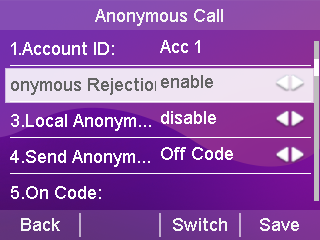 Anonymous Call
1.Account ID: Acc 1
onymous Rejection enable
3.Local Anonym... disable
4.Send Anonym... Off Code
5.On Code:
Back Switch Save